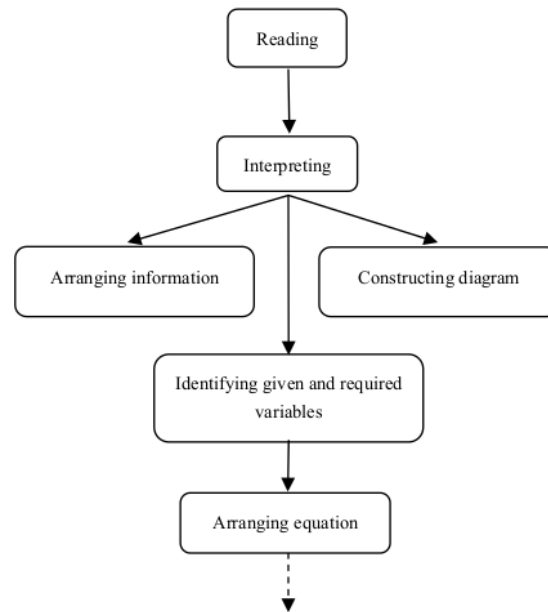 Reading
Interpreting
Arranging information
Constructing diagram
Identifying given and required
variables
Arranging equation